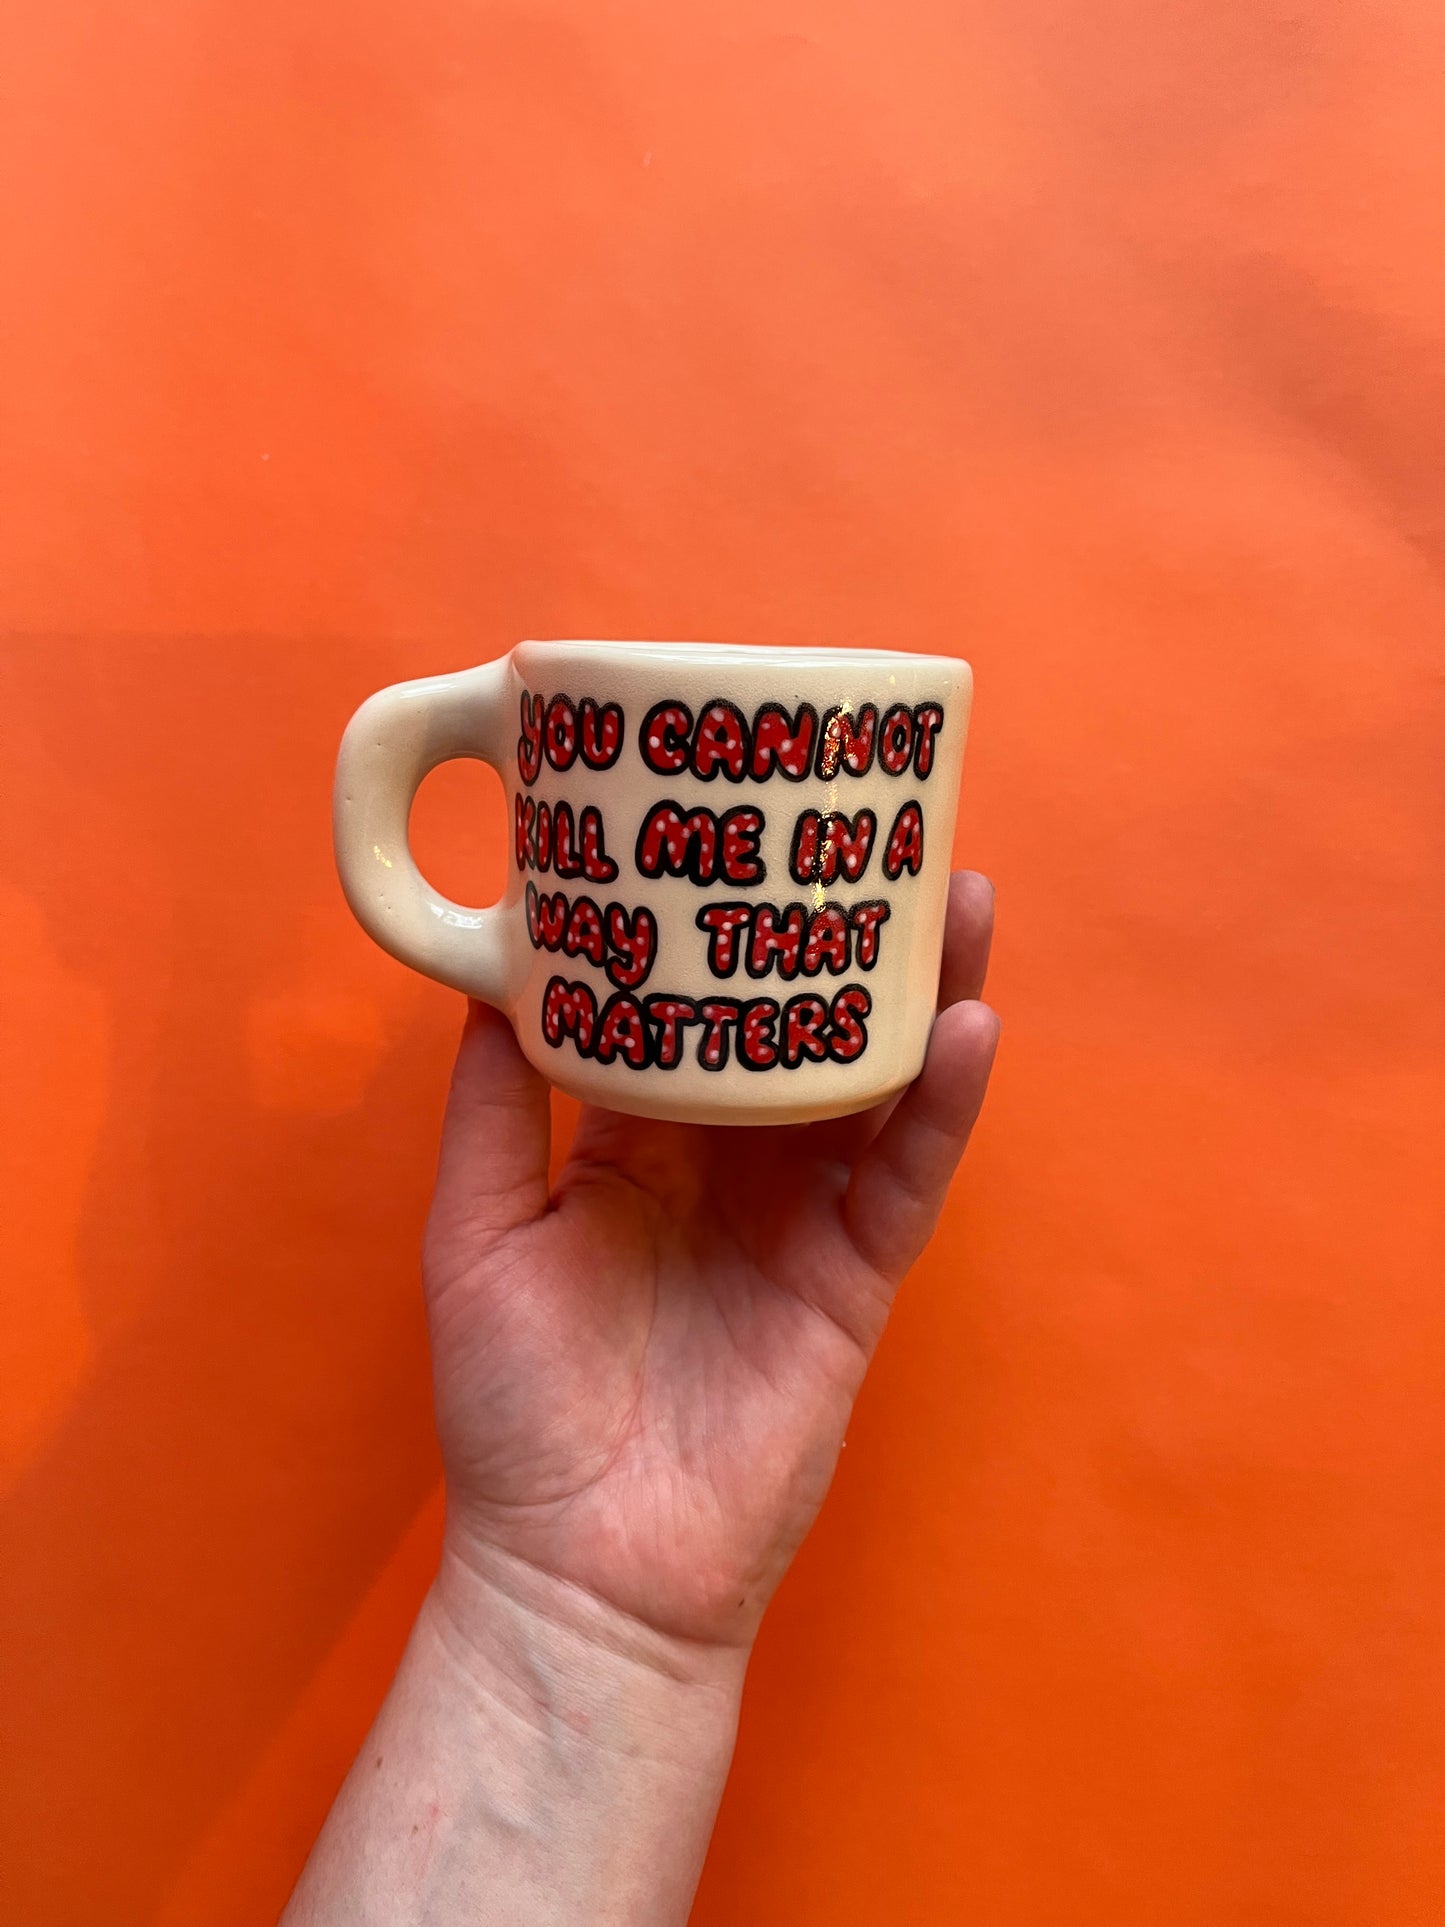 YOU CANNOT
KILL ME IN A
WAY THAT
MATTERS